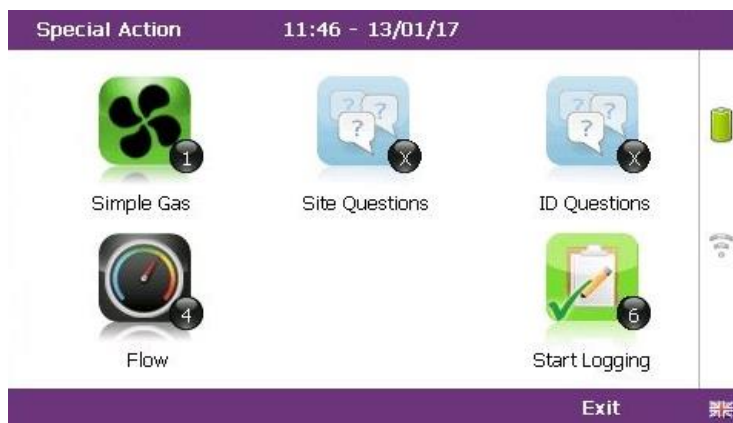 Special Action 11:46 - 13/01/17
? ? ? ? ? ?
1 X X
Simple Gas Site Questions ID Questions
4 6
Flow Start Logging
Exit